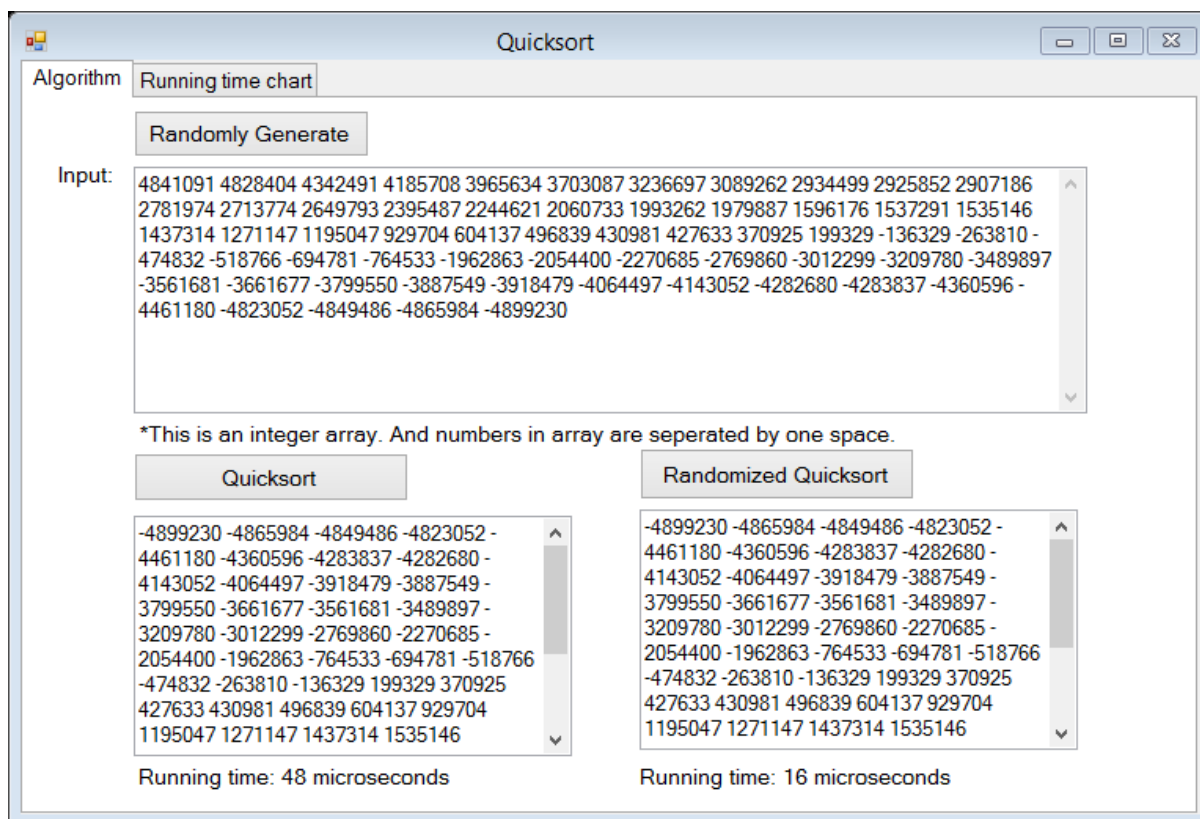 Quicksort
Algorithm
Running time chart
Randomly Generate
Input:
4841091 4828404 4342491 4185708 3965634 3703087 3236697 3089262 2934499 2925852 2907186
2781974 2713774 2649793 2395487 2244621 2060733 1993262 1979887 1596176 1537291 1535146
1437314 1271147 1195047 929704 604137 496839 430981 427633 370925 199329 -136329 -263810 -
474832 -518766 -694781 -764533 -1962863 -2054400 -2270685 -2769860 -3012299 -3209780 -3489897
-3561681 -3661677 -3799550 -3887549 -3918479 -4064497 -4143052 -4282680 -4283837 -4360596 -
4461180 -4823052 -4849486 -4865984 -4899230
*This is an integer array. And numbers in array are seperated by one space.
Quicksort
-4899230 -4865984 -4849486 -4823052 -
4461180 -4360596 -4283837 -4282680 -
4143052 -4064497 -3918479 -3887549 -
3799550 -3661677 -3561681 -3489897 -
3209780 -3012299 -2769860 -2270685 -
2054400 -1962863 -764533 -694781 -518766
-474832 -263810 -136329 199329 370925
427633 430981 496839 604137 929704
1195047 1271147 1437314 1535146
Running time: 48 microseconds
Randomized Quicksort
-4899230 -4865984 -4849486 -4823052 -
4461180 -4360596 -4283837 -4282680 -
4143052 -4064497 -3918479 -3887549 -
3799550 -3661677 -3561681 -3489897 -
3209780 -3012299 -2769860 -2270685 -
2054400 -1962863 -764533 -694781 -518766
-474832 -263810 -136329 199329 370925
427633 430981 496839 604137 929704
1195047 1271147 1437314 1535146
Running time: 16 microseconds